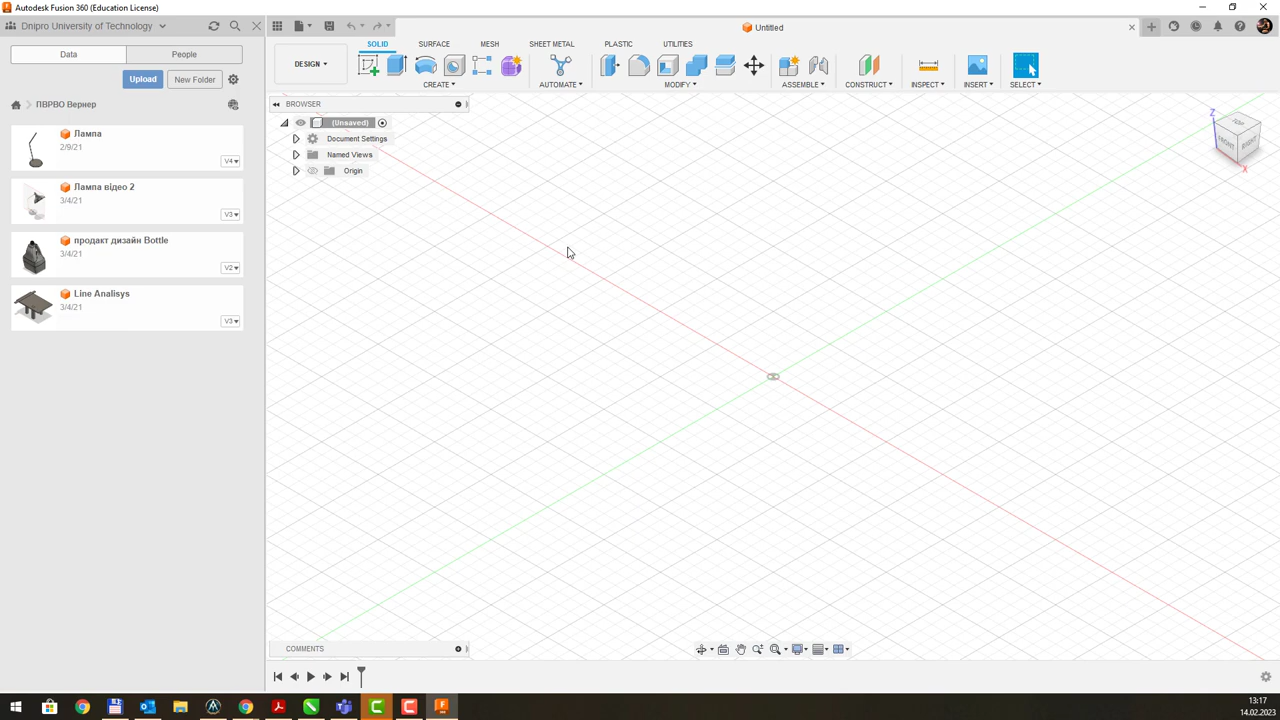 Autodesk Fusion 360 (Education License)
Dnipro University of Technology
Untitled
Data
People
Upload
New Folder
ПВРВО Вернер
Лампа
2/9/21
V4
Лампа відео 2
3/4/21
V3
продакт дизайн Bottle
3/4/21
V2
Line Analisys
3/4/21
V3
SOLID
SURFACE
MESH
SHEET METAL
PLASTIC
UTILITIES
DESIGN
CREATE
AUTOMATE
MODIFY
ASSEMBLE
CONSTRUCT
INSPECT
INSERT
SELECT
BROWSER
(Unsaved)
Document Settings
Named Views
Origin
Z
TOP
FRONT
RIGHT
X
COMMENTS
13:17
14.02.2023